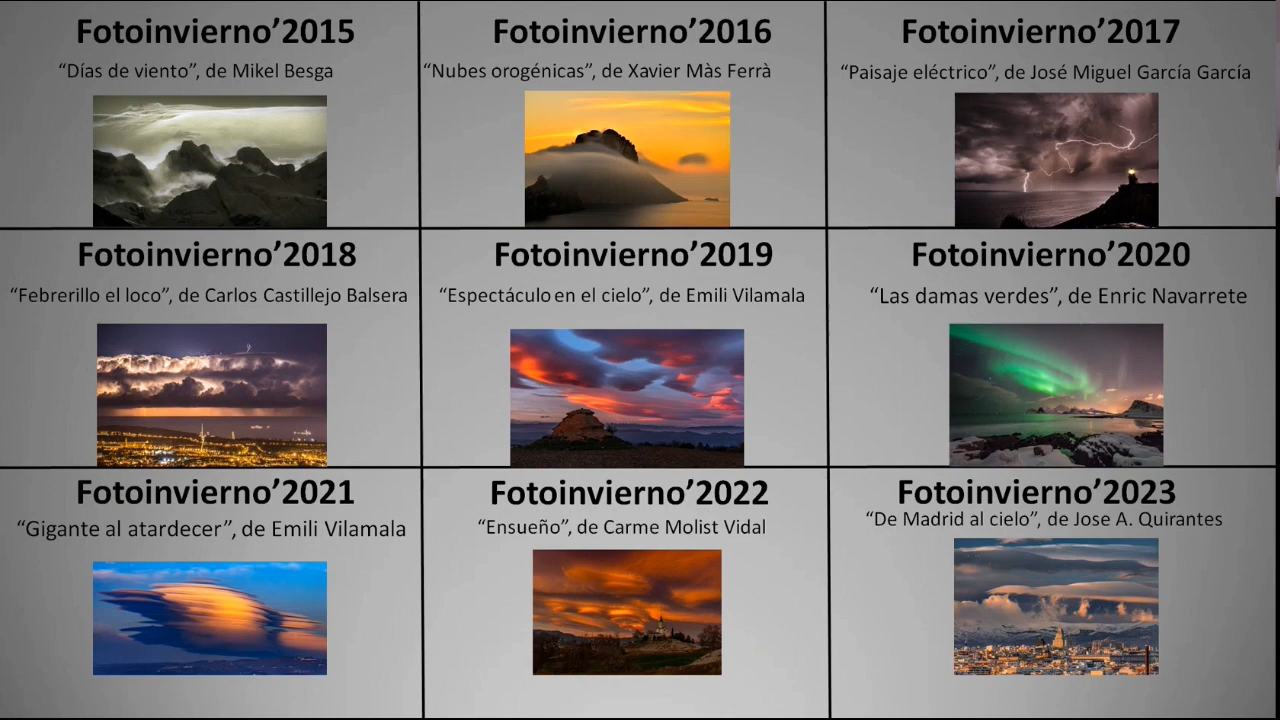 Fotoinvierno’2015
“Días de viento”, de Mikel Besga
Fotoinvierno’2016
“Nubes orogénicas”, de Xavier Màs Ferrà
Fotoinvierno’2017
“Paisaje eléctrico”, de José Miguel García García
Fotoinvierno’2018
“Febrerillo el loco”, de Carlos Castillejo Balsera
Fotoinvierno’2019
“Espectáculo en el cielo”, de Emili Vilamala
Fotoinvierno’2020
“Las damas verdes”, de Enric Navarrete
Fotoinvierno’2021
“Gigante al atardecer”, de Emili Vilamala
Fotoinvierno’2022
“Ensueño”, de Carme Molist Vidal
Fotoinvierno’2023
“De Madrid al cielo”, de Jose A. Quirantes